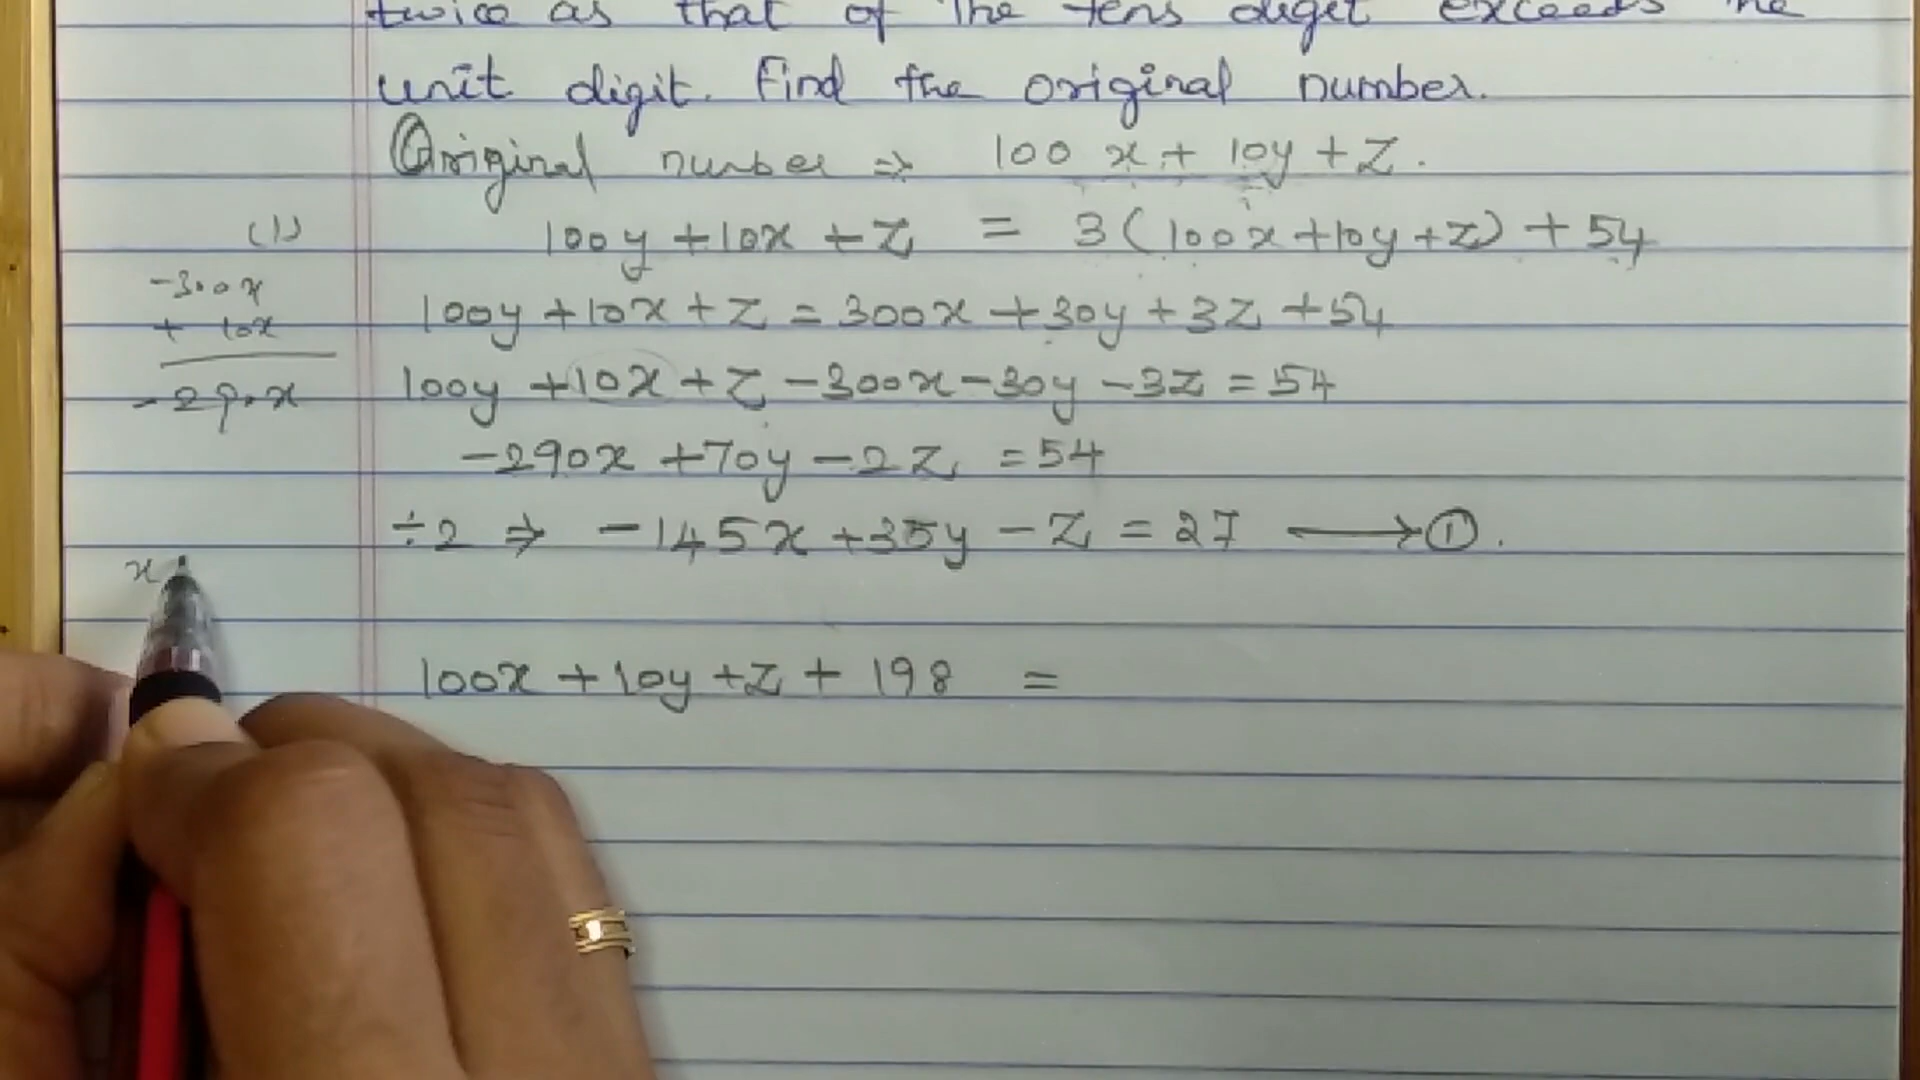 twice as that of the tens digit exceeds the
unit digit. Find the original number.
Original number ⇒ 100x + 10y + Z.
(1) 100y + 10x + Z = 3(100x + 10y + Z) + 54
-300x
+ 10x
-290x
100y + 10x + Z = 300x + 30y + 3Z + 54
100y + 10x + Z - 300x - 30y - 3Z = 54
-290x + 70y - 2Z = 54
÷2 ⇒ -145x + 35y - Z = 27 ⟶ ①.
x
100x + 10y + Z + 198 =